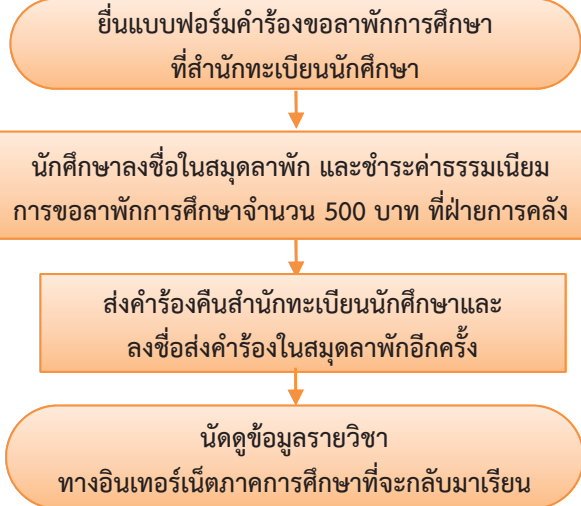 ยื่นแบบฟอร์มคำร้องขอลาพักการศึกษา
ที่สำนักทะเบียนนักศึกษา
นักศึกษาลงชื่อในสมุดลาพัก และชำระค่าธรรมเนียม
การขอลาพักการศึกษาจำนวน 500 บาท ที่ฝ่ายการคลัง
ส่งคำร้องคืนสำนักทะเบียนนักศึกษาและ
ลงชื่อส่งคำร้องในสมุดลาพักอีกครั้ง
นัดดูข้อมูลรายวิชา
ทางอินเทอร์เน็ตภาคการศึกษาที่จะกลับมาเรียน